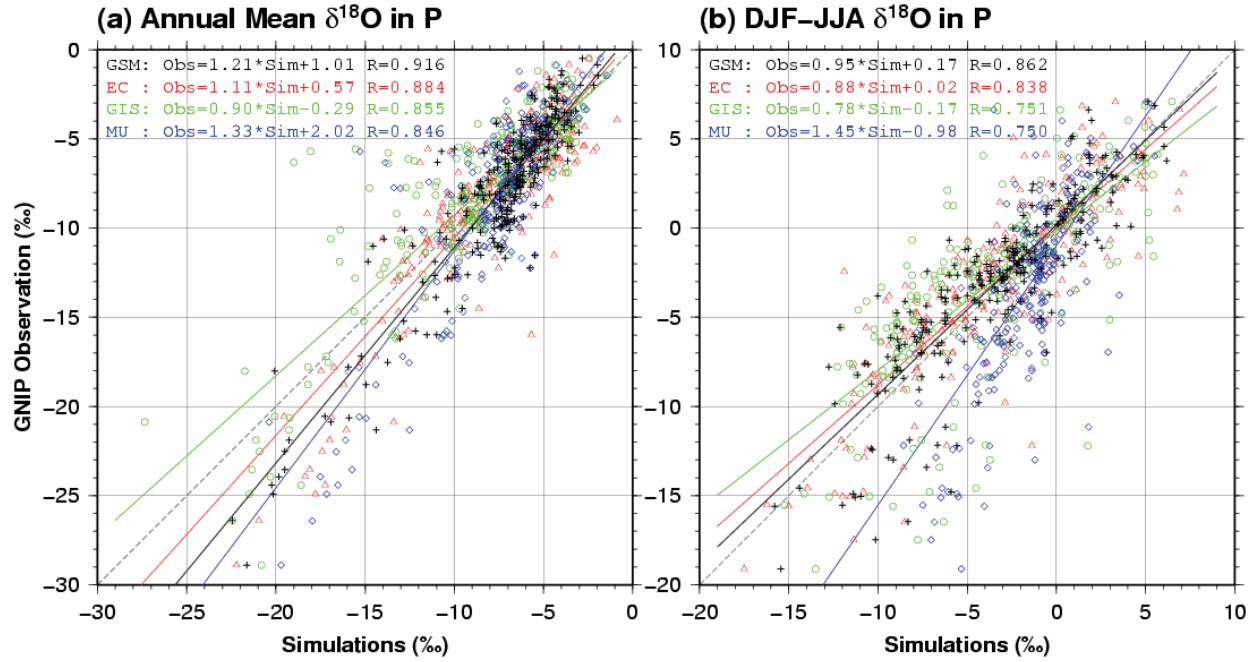 (a) Annual Mean δ¹⁸O in P
GSM: Obs=1.21*Sim+1.01 R=0.916
EC : Obs=1.11*Sim+0.57 R=0.884
GIS: Obs=0.90*Sim−0.29 R=0.855
MU : Obs=1.33*Sim+2.02 R=0.846
GNIP Observation (‰)
0
−5
−10
−15
−20
−25
−30
−30 −25 −20 −15 −10 −5 0
Simulations (‰)
(b) DJF−JJA δ¹⁸O in P
GSM: Obs=0.95*Sim+0.17 R=0.862
EC : Obs=0.88*Sim+0.02 R=0.838
GIS: Obs=0.78*Sim−0.17 R=0.751
MU : Obs=1.45*Sim−0.98 R=0.750
10
5
0
−5
−10
−15
−20
−20 −15 −10 −5 0 5 10
Simulations (‰)